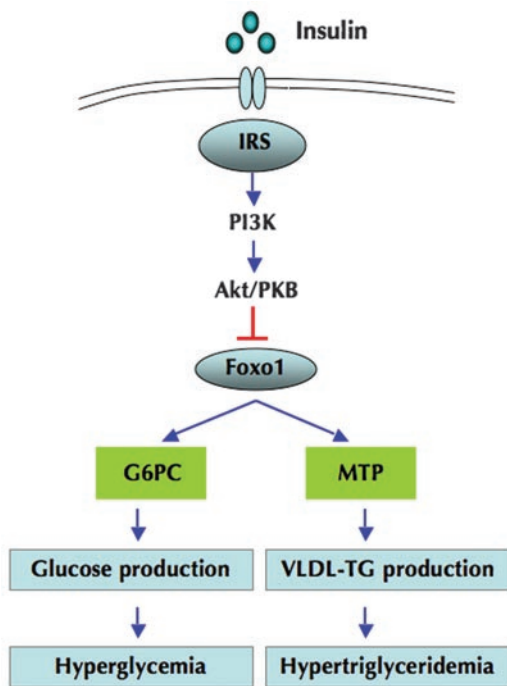 Insulin
IRS
PI3K
Akt/PKB
Foxo1
G6PC
MTP
Glucose production
VLDL-TG production
Hyperglycemia
Hypertriglyceridemia